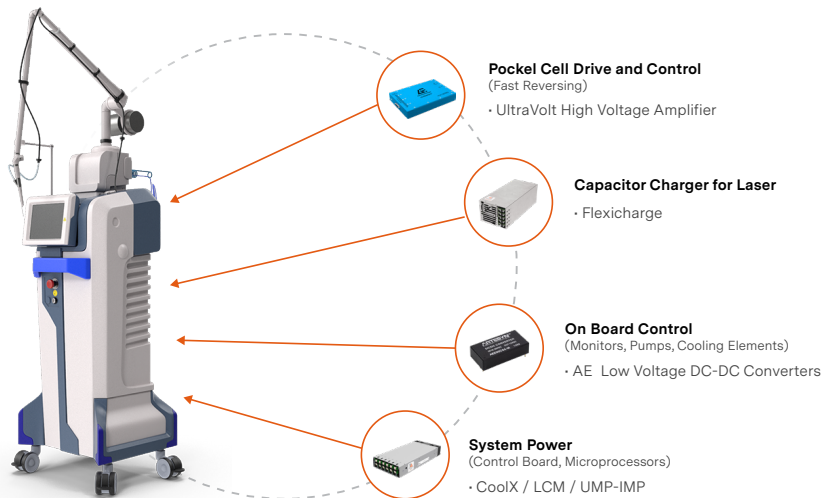 Pockel Cell Drive and Control
(Fast Reversing)
• UltraVolt High Voltage Amplifier
Capacitor Charger for Laser
• Flexicharge
ARTESYN
On Board Control
(Monitors, Pumps, Cooling Elements)
• AE Low Voltage DC-DC Converters
System Power
(Control Board, Microprocessors)
• CoolX / LCM / UMP-IMP